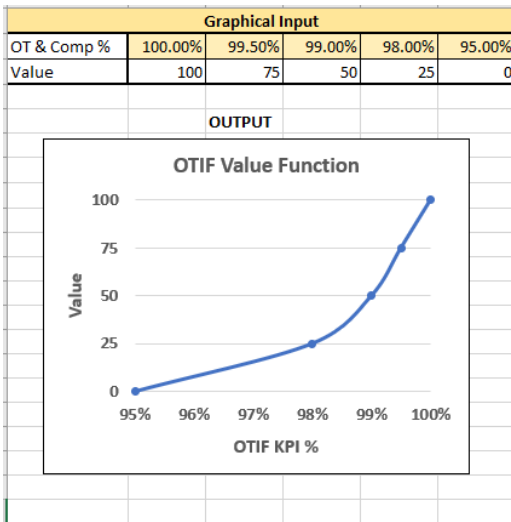 Graphical Input
OT & Comp % 100.00% 99.50% 99.00% 98.00% 95.00%
Value 100 75 50 25 0
OUTPUT
OTIF Value Function
100
75
50
25
0
Value
95% 96% 97% 98% 99% 100%
OTIF KPI %